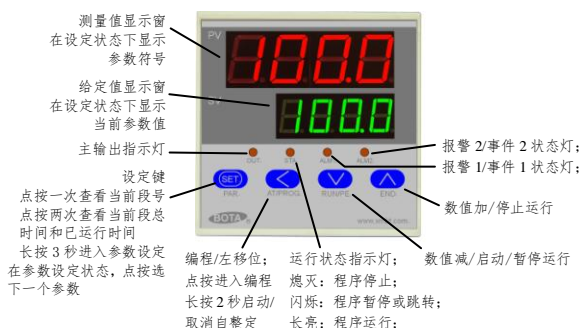 测量值显示窗
在设定状态下显示
参数符号
给定值显示窗
在设定状态下显示
当前参数值
主输出指示灯
设定键
点按一次查看当前段号
点按两次查看当前段总
时间和已运行时间
长按 3 秒进入参数设定
在参数设定状态，点按选
下一个参数
PV
100.0
SV
100.0
OUT
ALM1
ALM2
SET
PAR.
AT/PROG
RUN/PE
END
BOTA
报警 2/事件 2 状态灯；
报警 1/事件 1 状态灯；
数值加/停止运行
编程/左移位；
点按进入编程
长按 2 秒启动/
取消自整定
运行状态指示灯；
熄灭：程序停止；
闪烁：程序暂停或跳转；
长亮：程序运行；
数值减/启动/暂停运行